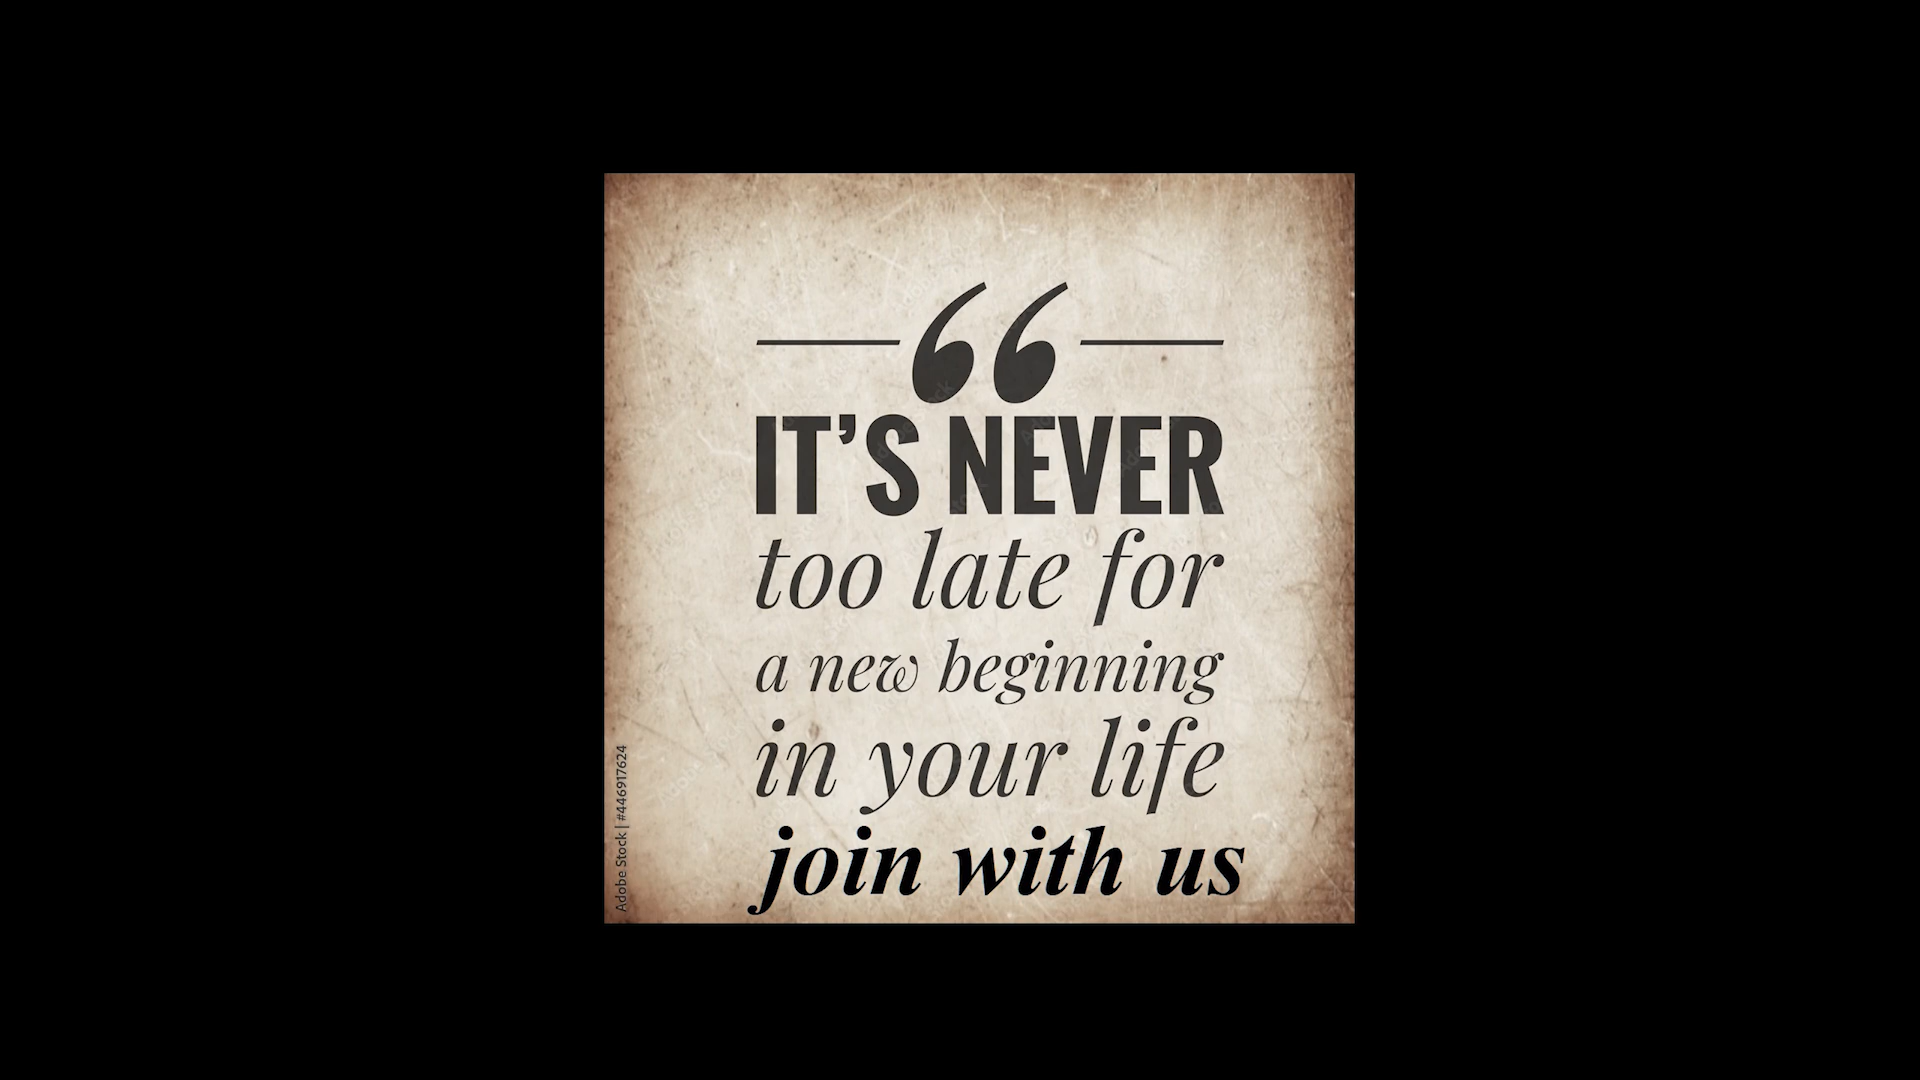 “
IT’S NEVER
too late for
a new beginning
in your life
join with us
Adobe Stock | #446917624